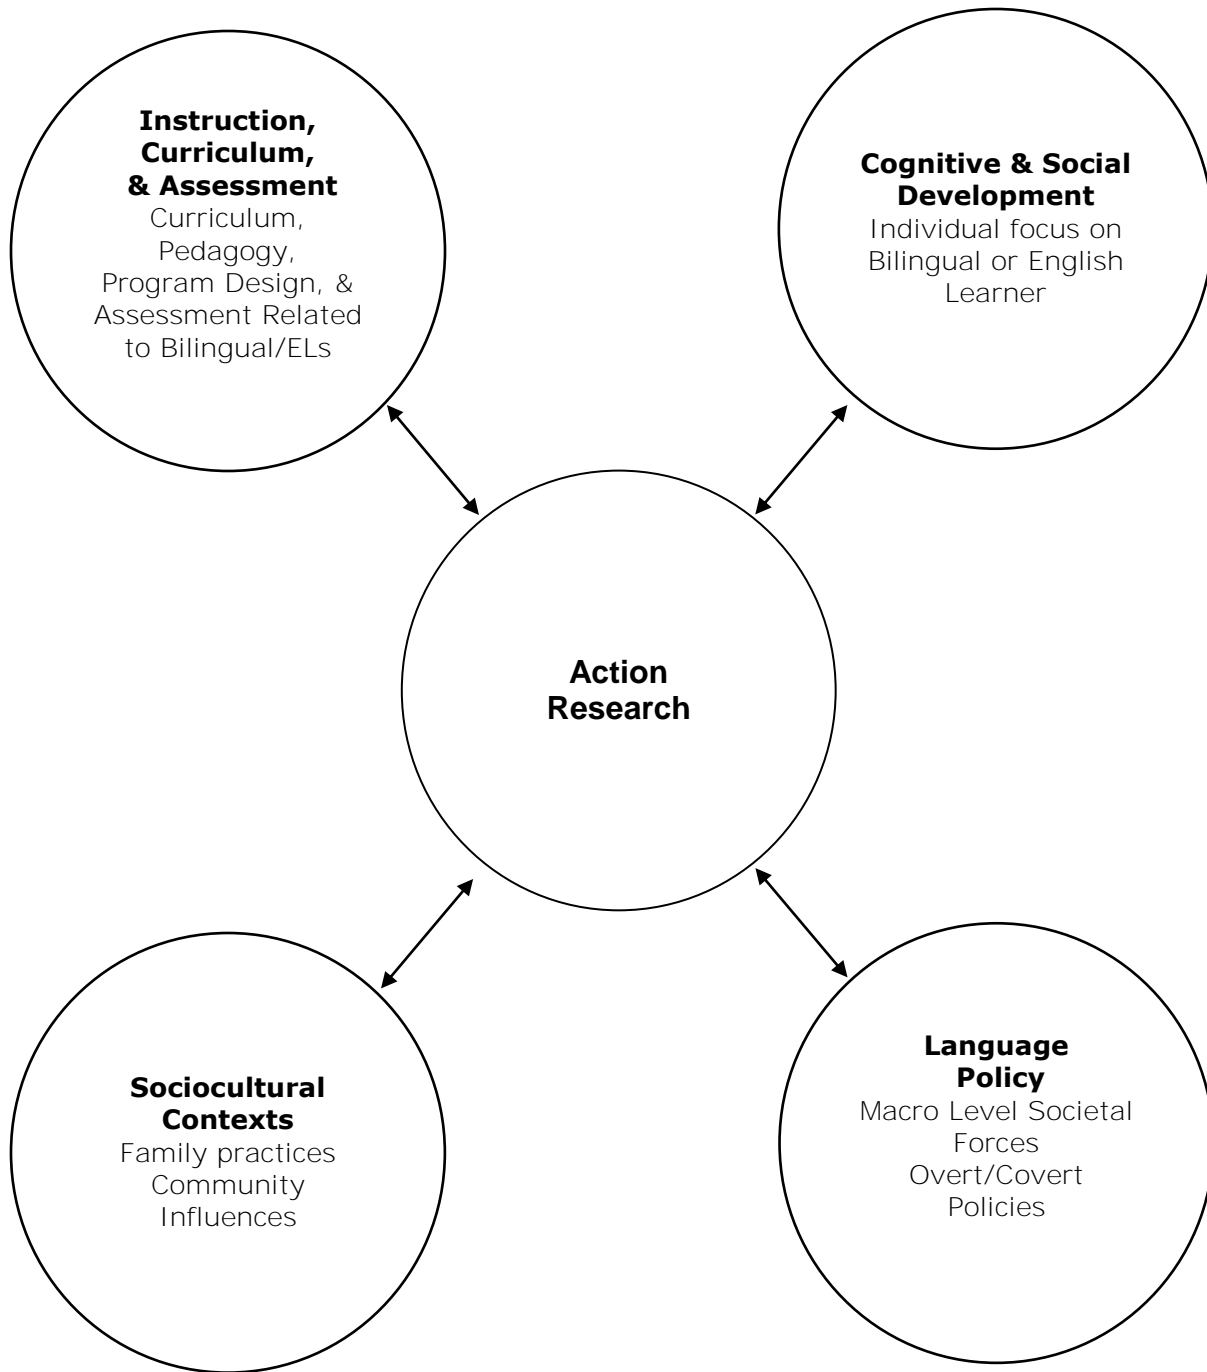 Instruction,
Curriculum,
& Assessment
Curriculum,
Pedagogy,
Program Design, &
Assessment Related
to Bilingual/ELs
Cognitive & Social
Development
Individual focus on
Bilingual or English
Learner
Action
Research
Sociocultural
Contexts
Family practices
Community
Influences
Language
Policy
Macro Level Societal
Forces
Overt/Covert
Policies